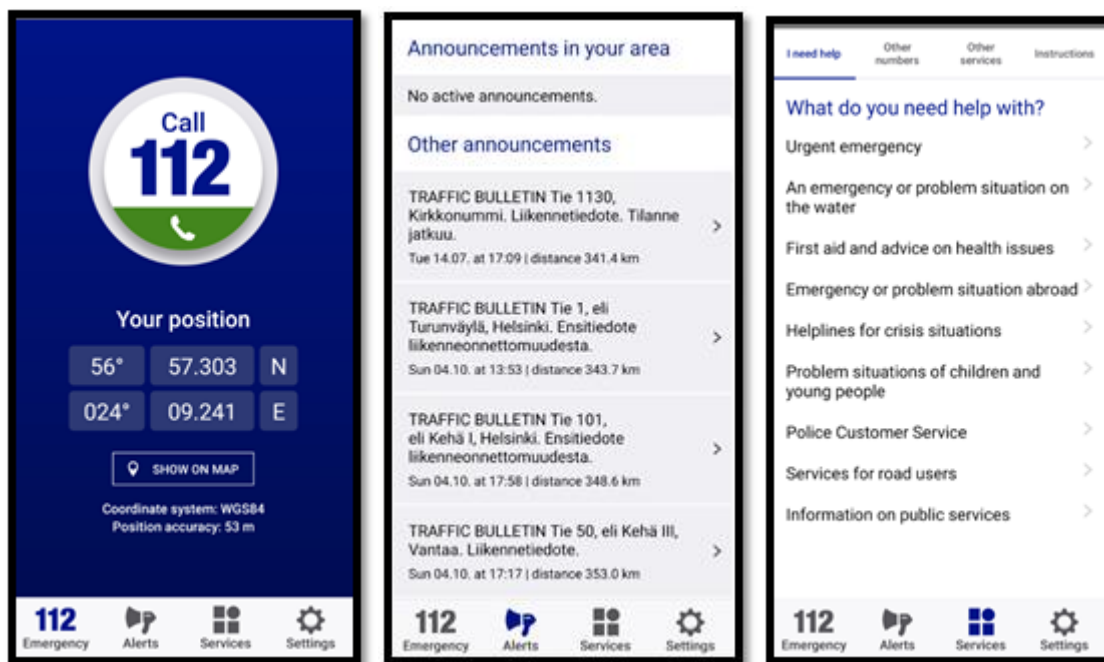 Call
112
Your position
56° 57.303 N
024° 09.241 E
SHOW ON MAP
Coordinate system: WGS84
Position accuracy: 53 m
112
Emergency Alerts Services Settings
Announcements in your area
No active announcements.
Other announcements
TRAFFIC BULLETIN Tie 1130,
Kirkkonummi. Liikennetiedote. Tilanne
jatkuu.
Tue 14.07. at 17:09 | distance 341.4 km
TRAFFIC BULLETIN Tie 1, eli
Turunväylä, Helsinki. Ensitiedote
liikenneonnettomuudesta.
Sun 04.10. at 13:53 | distance 343.7 km
TRAFFIC BULLETIN Tie 101,
eli Kehä I, Helsinki. Ensitiedote
liikenneonnettomuudesta.
Sun 04.10. at 17:58 | distance 348.6 km
TRAFFIC BULLETIN Tie 50, eli Kehä III,
Vantaa. Liikennetiedote.
Sun 04.10. at 17:17 | distance 353.0 km
112
Emergency Alerts Services Settings
I need help Other numbers Other services Instructions
What do you need help with?
Urgent emergency
An emergency or problem situation on
the water
First aid and advice on health issues
Emergency or problem situation abroad
Helplines for crisis situations
Problem situations of children and
young people
Police Customer Service
Services for road users
Information on public services
112
Emergency Alerts Services Settings